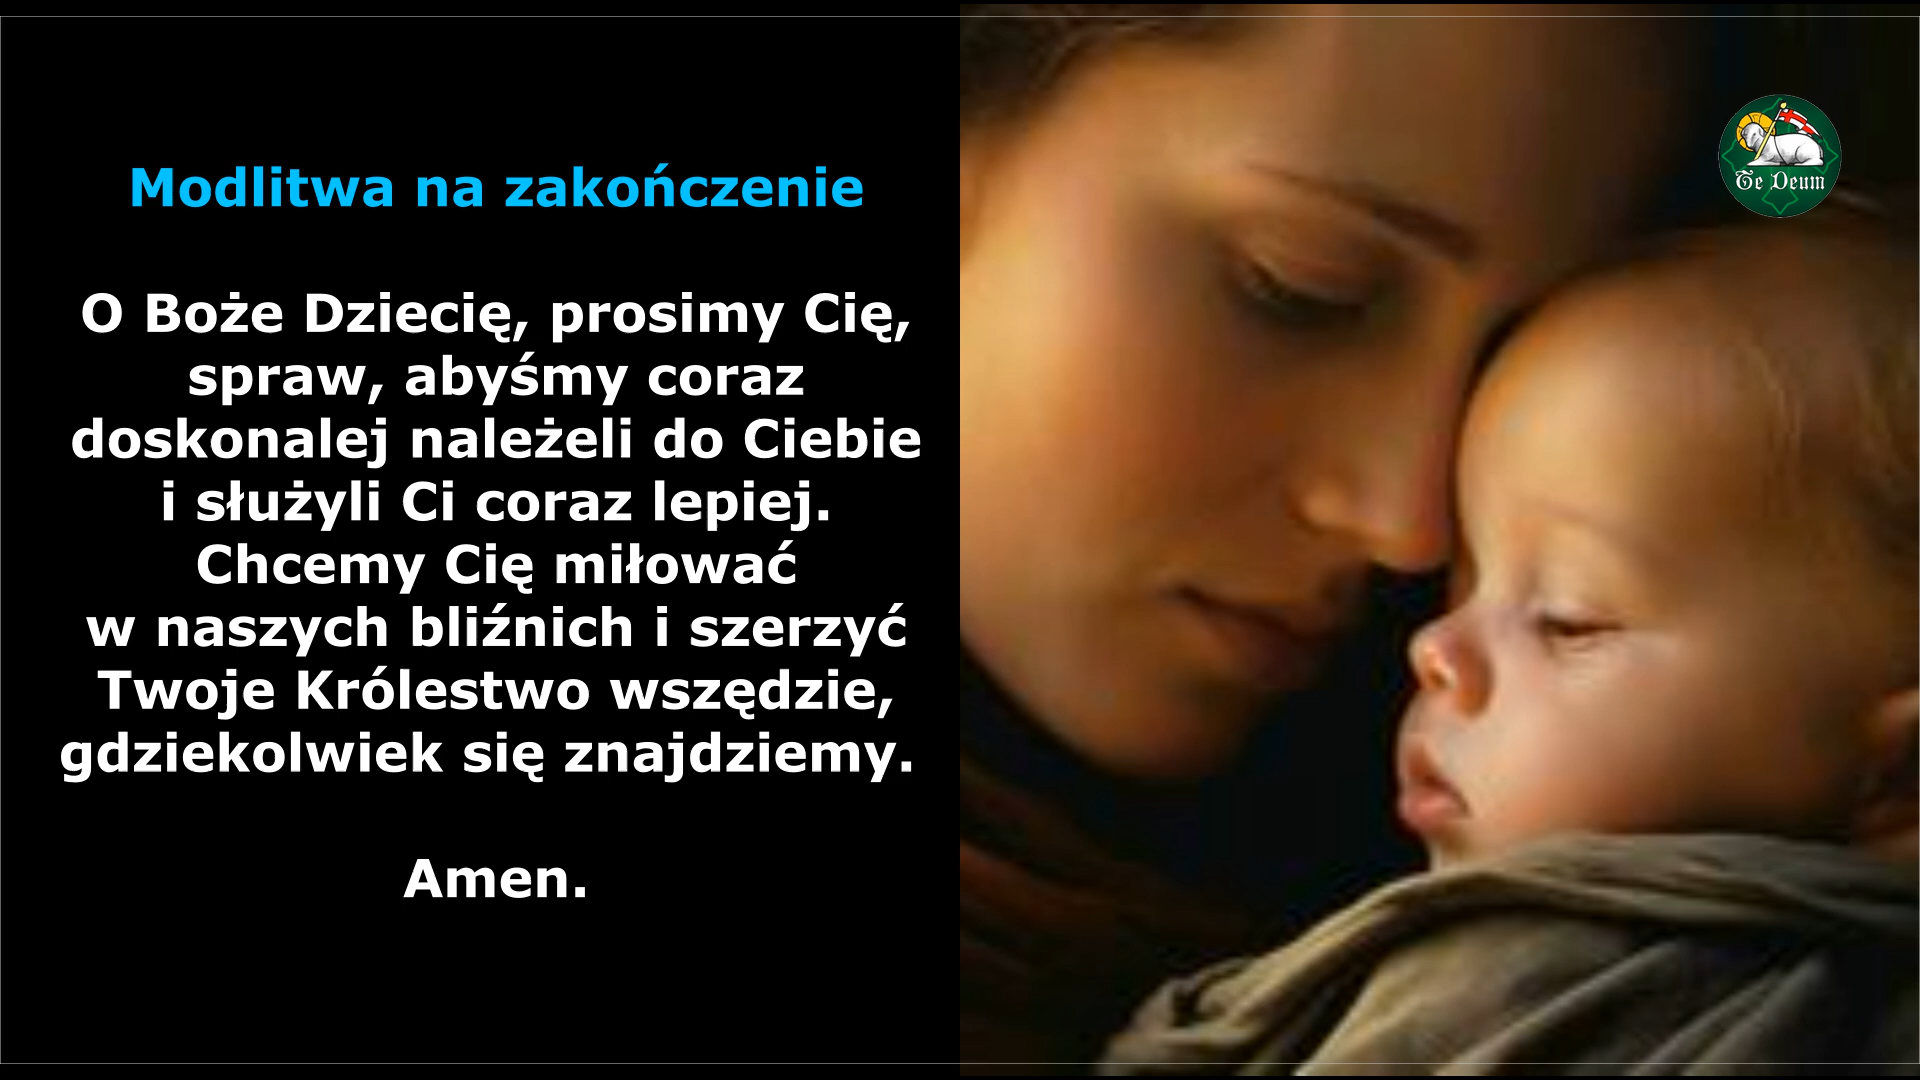 Modlitwa na zakończenie
O Boże Dziecię, prosimy Cię,
spraw, abyśmy coraz
doskonalej należeli do Ciebie
i służyli Ci coraz lepiej.
Chcemy Cię miłować
w naszych bliźnich i szerzyć
Twoje Królestwo wszędzie,
gdziekolwiek się znajdziemy.
Amen.
Te Deum